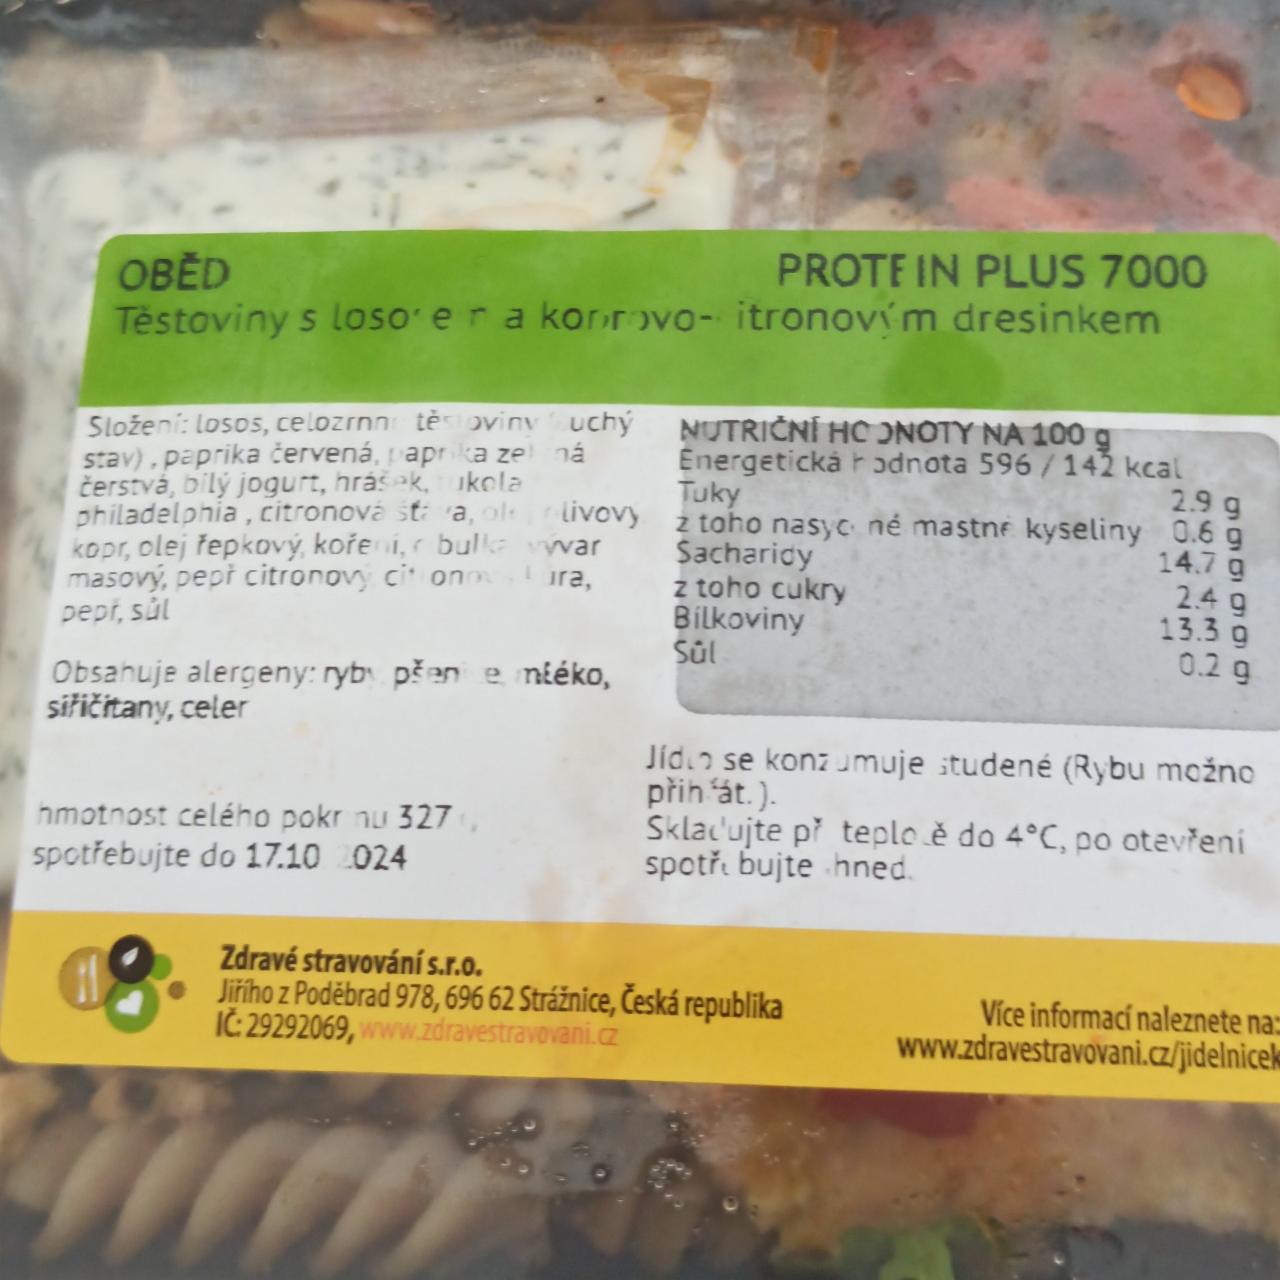 OBĚD
PROTEIN PLUS 7000
Těstoviny s lososem a koprovo-citronovým dresinkem
Složení: losos, celozrnné těstoviny (suchý
stav) , paprika červená, paprika zelená
čerstvá, bílý jogurt, hrášek, rukola
philadelphia , citronová šťáva, olej olivový
kopr, olej řepkový, koření, cibulka vývar
masový, pepř citronový citronová kůra,
pepř, sůl
Obsahuje alergeny: ryby pšenice mléko,
siřičitany, celer
hmotnost celého pokrmu 327
spotřebujte do 17.10 2024
NUTRIČNÍ HODNOTY NA 100 g
Energetická hodnota 596 / 142 kcal
Tuky 2.9 g
z toho nasycené mastné kyseliny 0.6 g
Sacharidy 14.7 g
z toho cukry 2.4 g
Bílkoviny 13.3 g
Sůl 0.2 g
Jídlo se konzumuje studené (Rybu možno
přihřát.).
Skladujte při teplotě do 4°C, po otevření
spotřebujte ihned.
Zdravé stravování s.r.o.
Jiřího z Poděbrad 978, 696 62 Strážnice, Česká republika
IČ: 29292069, www.zdravestravovani.cz
Více informací naleznete na:
www.zdravestravovani.cz/jidelnicek